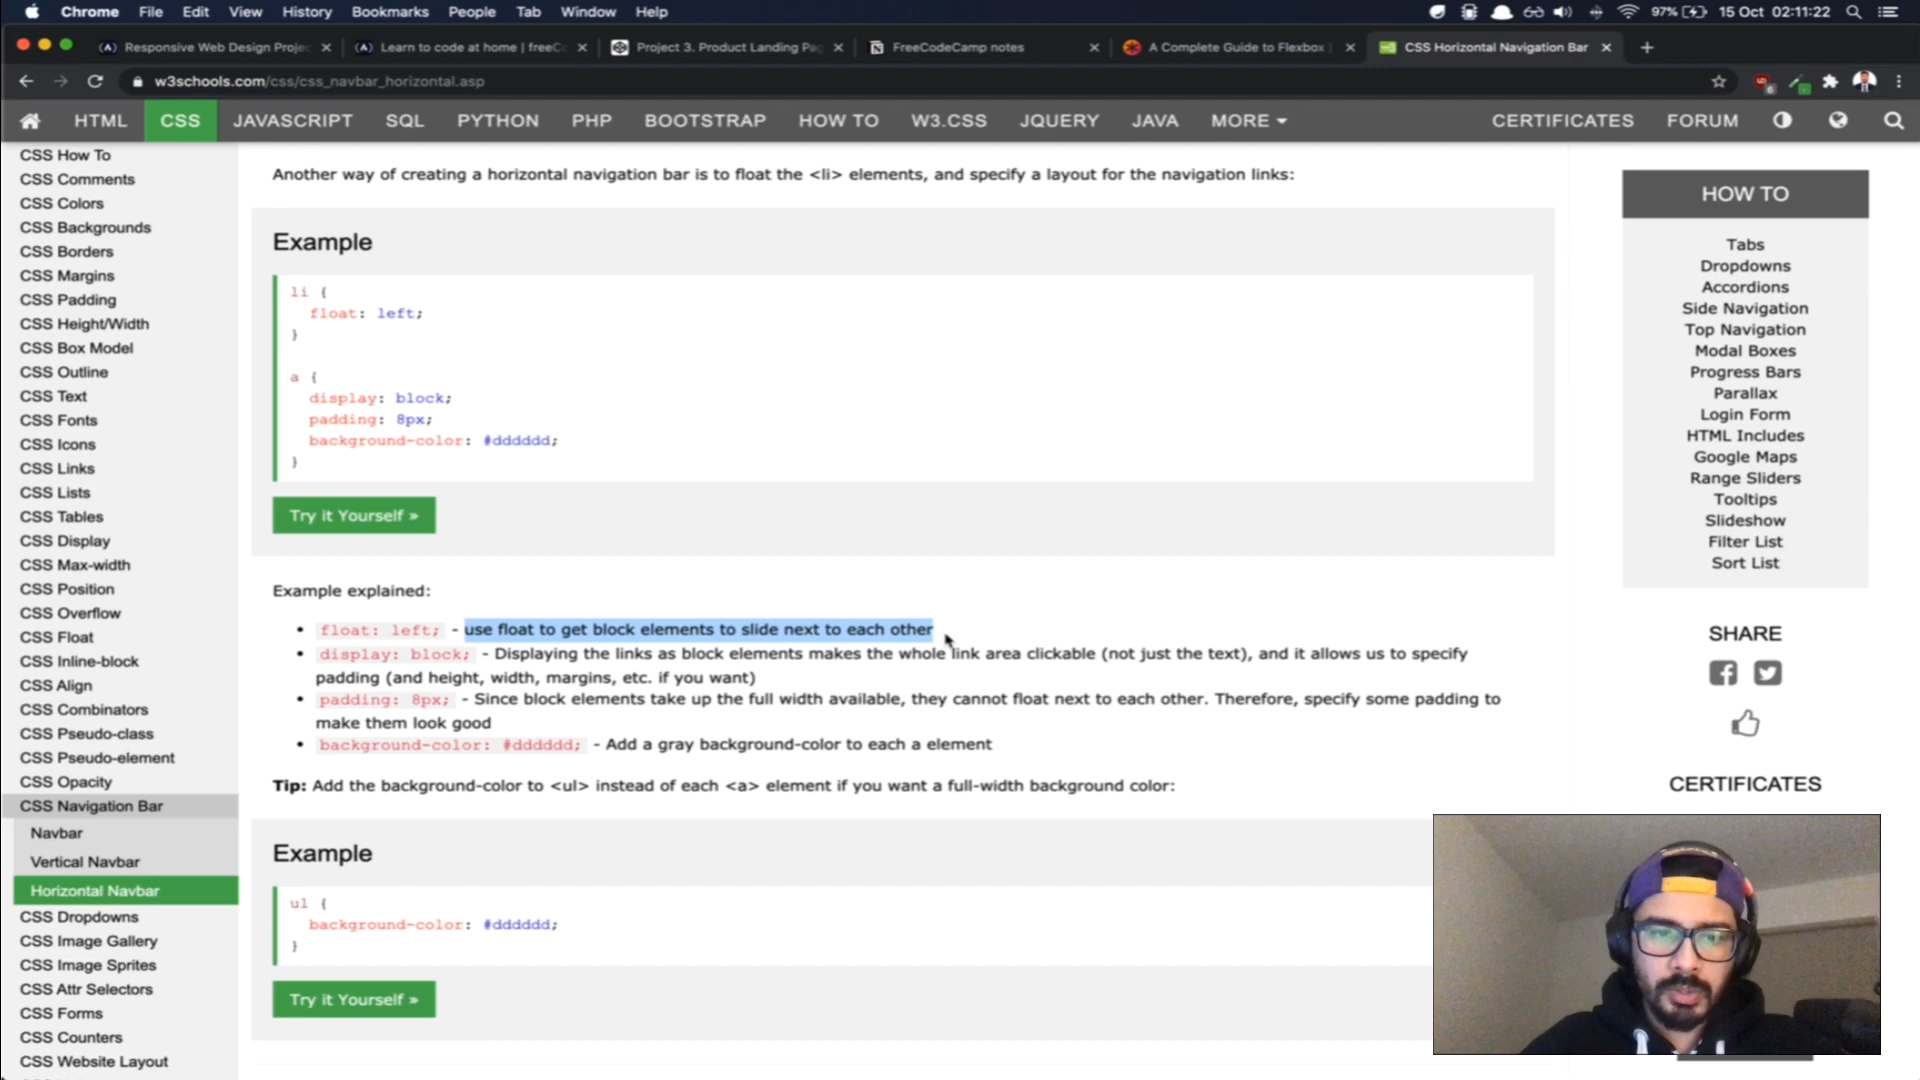 Chrome File Edit View History Bookmarks People Tab Window Help
97% 15 Oct 02:11:22
Responsive Web Design Projec
Learn to code at home | freeC
Project 3. Product Landing Pag
FreeCodeCamp notes
A Complete Guide to Flexbox |
CSS Horizontal Navigation Bar
w3schools.com/css/css_navbar_horizontal.asp
HTML CSS JAVASCRIPT SQL PYTHON PHP BOOTSTRAP HOW TO W3.CSS JQUERY JAVA MORE CERTIFICATES FORUM
CSS How To
CSS Comments
CSS Colors
CSS Backgrounds
CSS Borders
CSS Margins
CSS Padding
CSS Height/Width
CSS Box Model
CSS Outline
CSS Text
CSS Fonts
CSS Icons
CSS Links
CSS Lists
CSS Tables
CSS Display
CSS Max-width
CSS Position
CSS Overflow
CSS Float
CSS Inline-block
CSS Align
CSS Combinators
CSS Pseudo-class
CSS Pseudo-element
CSS Opacity
CSS Navigation Bar
Navbar
Vertical Navbar
Horizontal Navbar
CSS Dropdowns
CSS Image Gallery
CSS Image Sprites
CSS Attr Selectors
CSS Forms
CSS Counters
CSS Website Layout
Another way of creating a horizontal navigation bar is to float the <li> elements, and specify a layout for the navigation links:
Example
li {
float: left;
}
a {
display: block;
padding: 8px;
background-color: #dddddd;
}
Try it Yourself »
Example explained:
• float: left; - use float to get block elements to slide next to each other
• display: block; - Displaying the links as block elements makes the whole link area clickable (not just the text), and it allows us to specify
padding (and height, width, margins, etc. if you want)
• padding: 8px; - Since block elements take up the full width available, they cannot float next to each other. Therefore, specify some padding to
make them look good
• background-color: #dddddd; - Add a gray background-color to each a element
Tip: Add the background-color to <ul> instead of each <a> element if you want a full-width background color:
Example
ul {
background-color: #dddddd;
}
Try it Yourself »
HOW TO
Tabs
Dropdowns
Accordions
Side Navigation
Top Navigation
Modal Boxes
Progress Bars
Parallax
Login Form
HTML Includes
Google Maps
Range Sliders
Tooltips
Slideshow
Filter List
Sort List
SHARE
CERTIFICATES